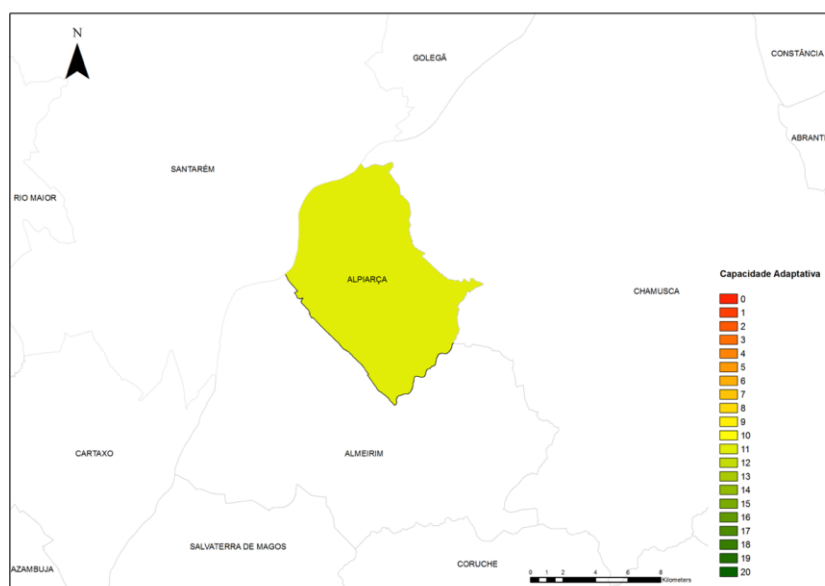 N
GOLEGÃ
CONSTÂNCIA
ABRANT
SANTARÉM
RIO MAIOR
ALPIARÇA
CHAMUSCA
CARTAXO
ALMEIRIM
SALVATERRA DE MAGOS
AZAMBUJA
CORUCHE
Capacidade Adaptativa
0
1
2
3
4
5
6
7
8
9
10
11
12
13
14
15
16
17
18
19
20
0 1 2 4 6 8
Kilometers